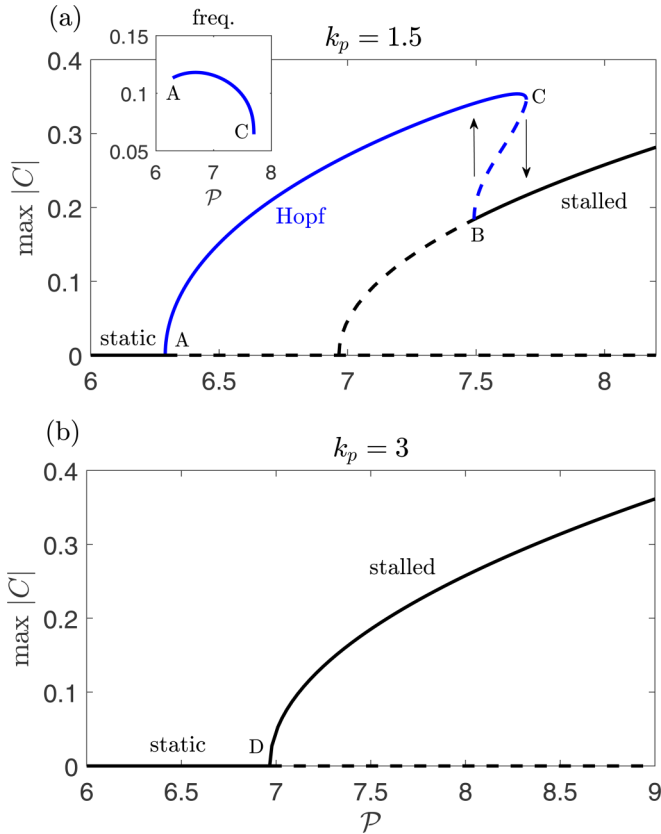 (a)
freq.
k_p = 1.5
0.15
0.10
0.05
A
C
6
7
8
𝒫
0.4
0.3
0.2
0.1
0
max |C|
C
Hopf
stalled
B
static
A
6
6.5
7
7.5
8
(b)
k_p = 3
0.4
0.3
0.2
0.1
0
max |C|
stalled
static
D
6
6.5
7
7.5
8
8.5
9
𝒫